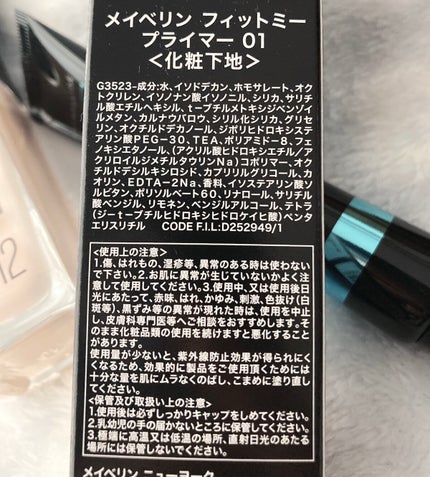 メイベリン フィットミー
プライマー 01
<化粧下地>
G3523-成分:水、イソドデカン、ホモサレート、オク
トクリレン、イソノナン酸イソノニル、シリカ、サリチ
ル酸エチルヘキシル、t-ブチルメトキシジベンゾイ
ルメタン、カルナウバロウ、シリル化シリカ、グリセ
リン、オクチルドデカノール、ジポリヒドロキシステ
アリン酸PEG-30、TEA、ポリアミド-8、フェ
ノキシエタノール、(アクリル酸ヒドロキシエチル/ア
クリロイルジメチルタウリンNa)コポリマー、オク
チルドデシルキシロシド、カプリリルグリコール、カ
オリン、EDTA-2Na、香料、イソステアリン酸ソ
ルビタン、ポリソルベート60、リナロール、サリチル
酸ベンジル、リモネン、ベンジルアルコール、テトラ
(ジ-t-ブチルヒドロキシヒドロケイヒ酸)ペンタ
エリスリチル CODE F.I.L:D252949/1
<使用上の注意>
1.傷、はれもの、湿疹等、異常のある時は使わない
で下さい。2.お肌に異常が生じていないかよく注
意して使用してください。3.使用中、又は使用後日
光にあたって、赤味、はれ、かゆみ、刺激、色抜け(白
斑等)、黒ずみ等の異常が現れた時は、使用を中止
し、皮膚科専門医等へご相談をおすすめします。そ
のまま化粧品類の使用を続けますと悪化すること
があります。
使用量が少ないと、紫外線防止効果が得られにく
くなるため、効果的に製品をご使用頂くためには
十分な量を肌にムラなくのばし、こまめに塗り直し
てください。
<保管及び取扱い上の注意>
1.使用後は必ずしっかりキャップをしめてください。
2.乳幼児の手の届かないところに保管してください。
3.極端に高温又は低温の場所、直射日光のあたる
場所には保管しないでください。
メイベリン ニューヨーク
12